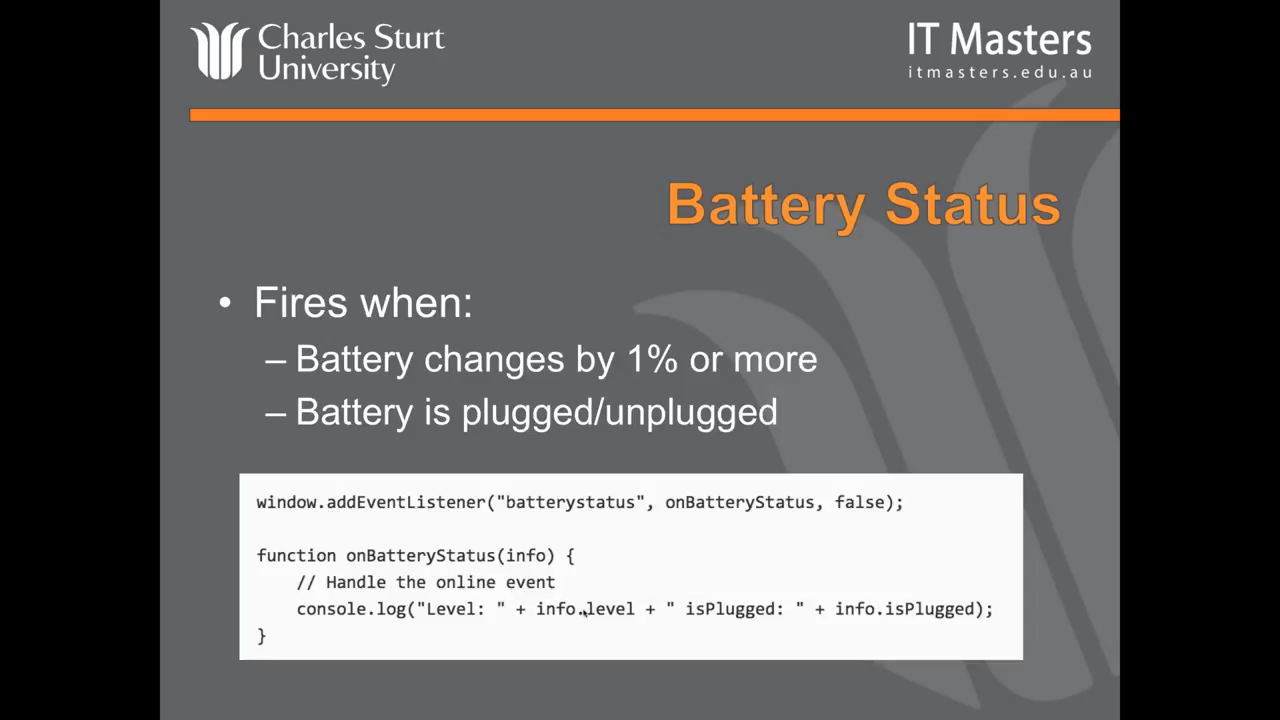 Charles Sturt
University
IT Masters
itmasters.edu.au
Battery Status
• Fires when:
– Battery changes by 1% or more
– Battery is plugged/unplugged
window.addEventListener("batterystatus", onBatteryStatus, false);
function onBatteryStatus(info) {
    // Handle the online event
    console.log("Level: " + info.level + " isPlugged: " + info.isPlugged);
}